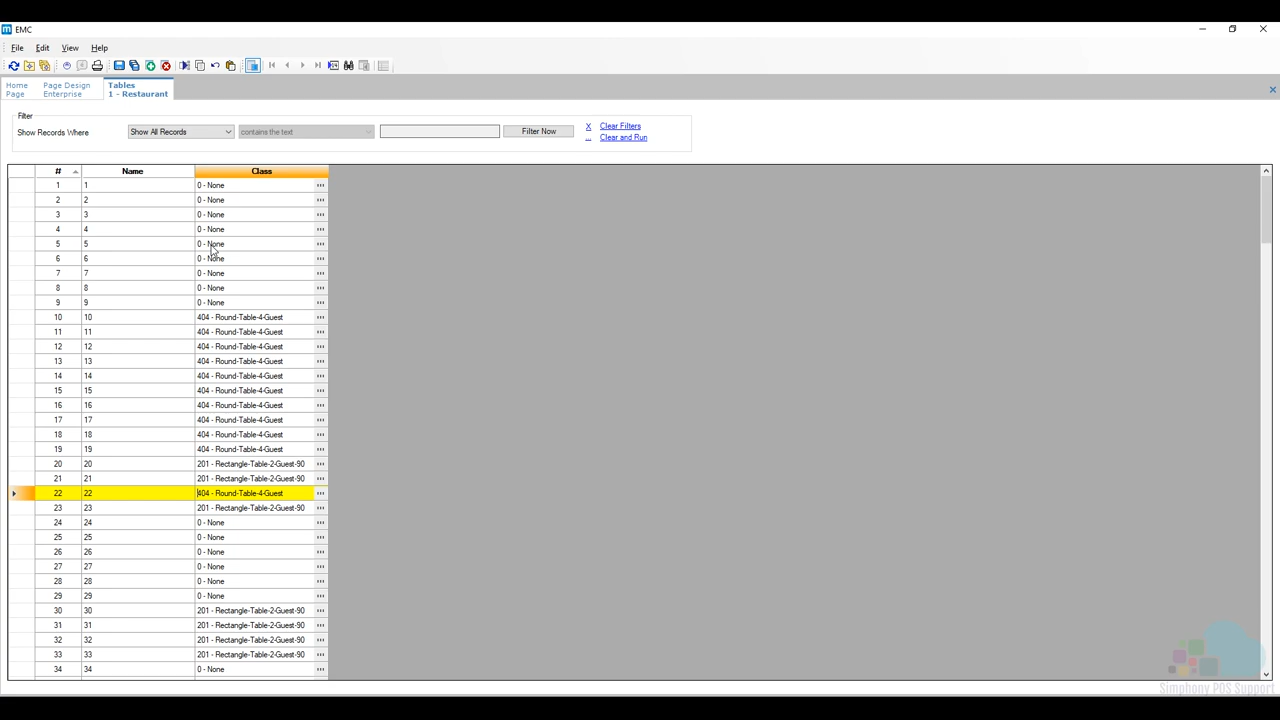 EMC
File Edit View Help
Home Page
Page Design Enterprise
Tables 1 - Restaurant
Filter
Show Records Where Show All Records contains the text Filter Now X Clear Filters
... Clear and Run
# Name Class
1 1 0 - None
2 2 0 - None
3 3 0 - None
4 4 0 - None
5 5 0 - None
6 6 0 - None
7 7 0 - None
8 8 0 - None
9 9 0 - None
10 10 404 - Round-Table-4-Guest
11 11 404 - Round-Table-4-Guest
12 12 404 - Round-Table-4-Guest
13 13 404 - Round-Table-4-Guest
14 14 404 - Round-Table-4-Guest
15 15 404 - Round-Table-4-Guest
16 16 404 - Round-Table-4-Guest
17 17 404 - Round-Table-4-Guest
18 18 404 - Round-Table-4-Guest
19 19 404 - Round-Table-4-Guest
20 20 201 - Rectangle-Table-2-Guest-90
21 21 201 - Rectangle-Table-2-Guest-90
22 22 404 - Round-Table-4-Guest
23 23 201 - Rectangle-Table-2-Guest-90
24 24 0 - None
25 25 0 - None
26 26 0 - None
27 27 0 - None
28 28 0 - None
29 29 0 - None
30 30 201 - Rectangle-Table-2-Guest-90
31 31 201 - Rectangle-Table-2-Guest-90
32 32 201 - Rectangle-Table-2-Guest-90
33 33 201 - Rectangle-Table-2-Guest-90
34 34 0 - None
Simphony POS Support